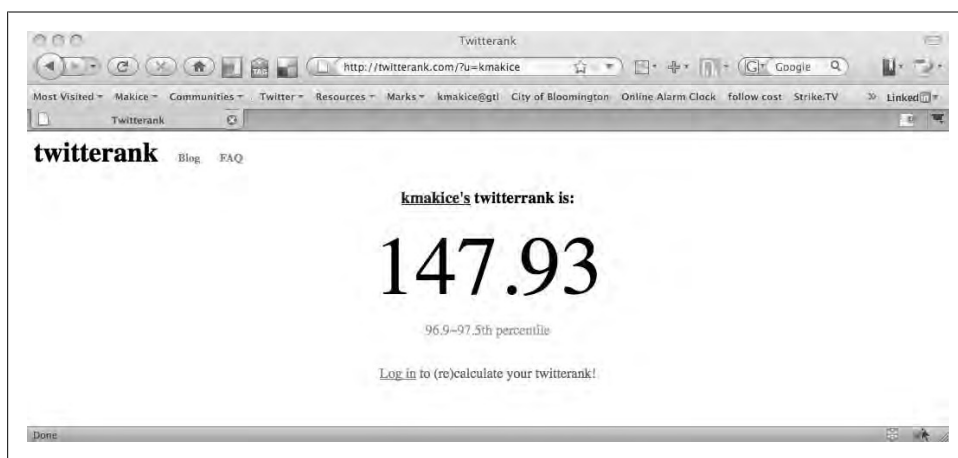 Twitterank
http://twitterank.com/?u=kmakice
Google
Most Visited Makice Communities Twitter Resources Marks kmakice@gtl City of Bloomington Online Alarm Clock follow cost Strike.TV » Linked
Twitterank
twitterank Blog FAQ
kmakice's twitterrank is:
147.93
96.9–97.5th percentile
Log in to (re)calculate your twitterank!
Done